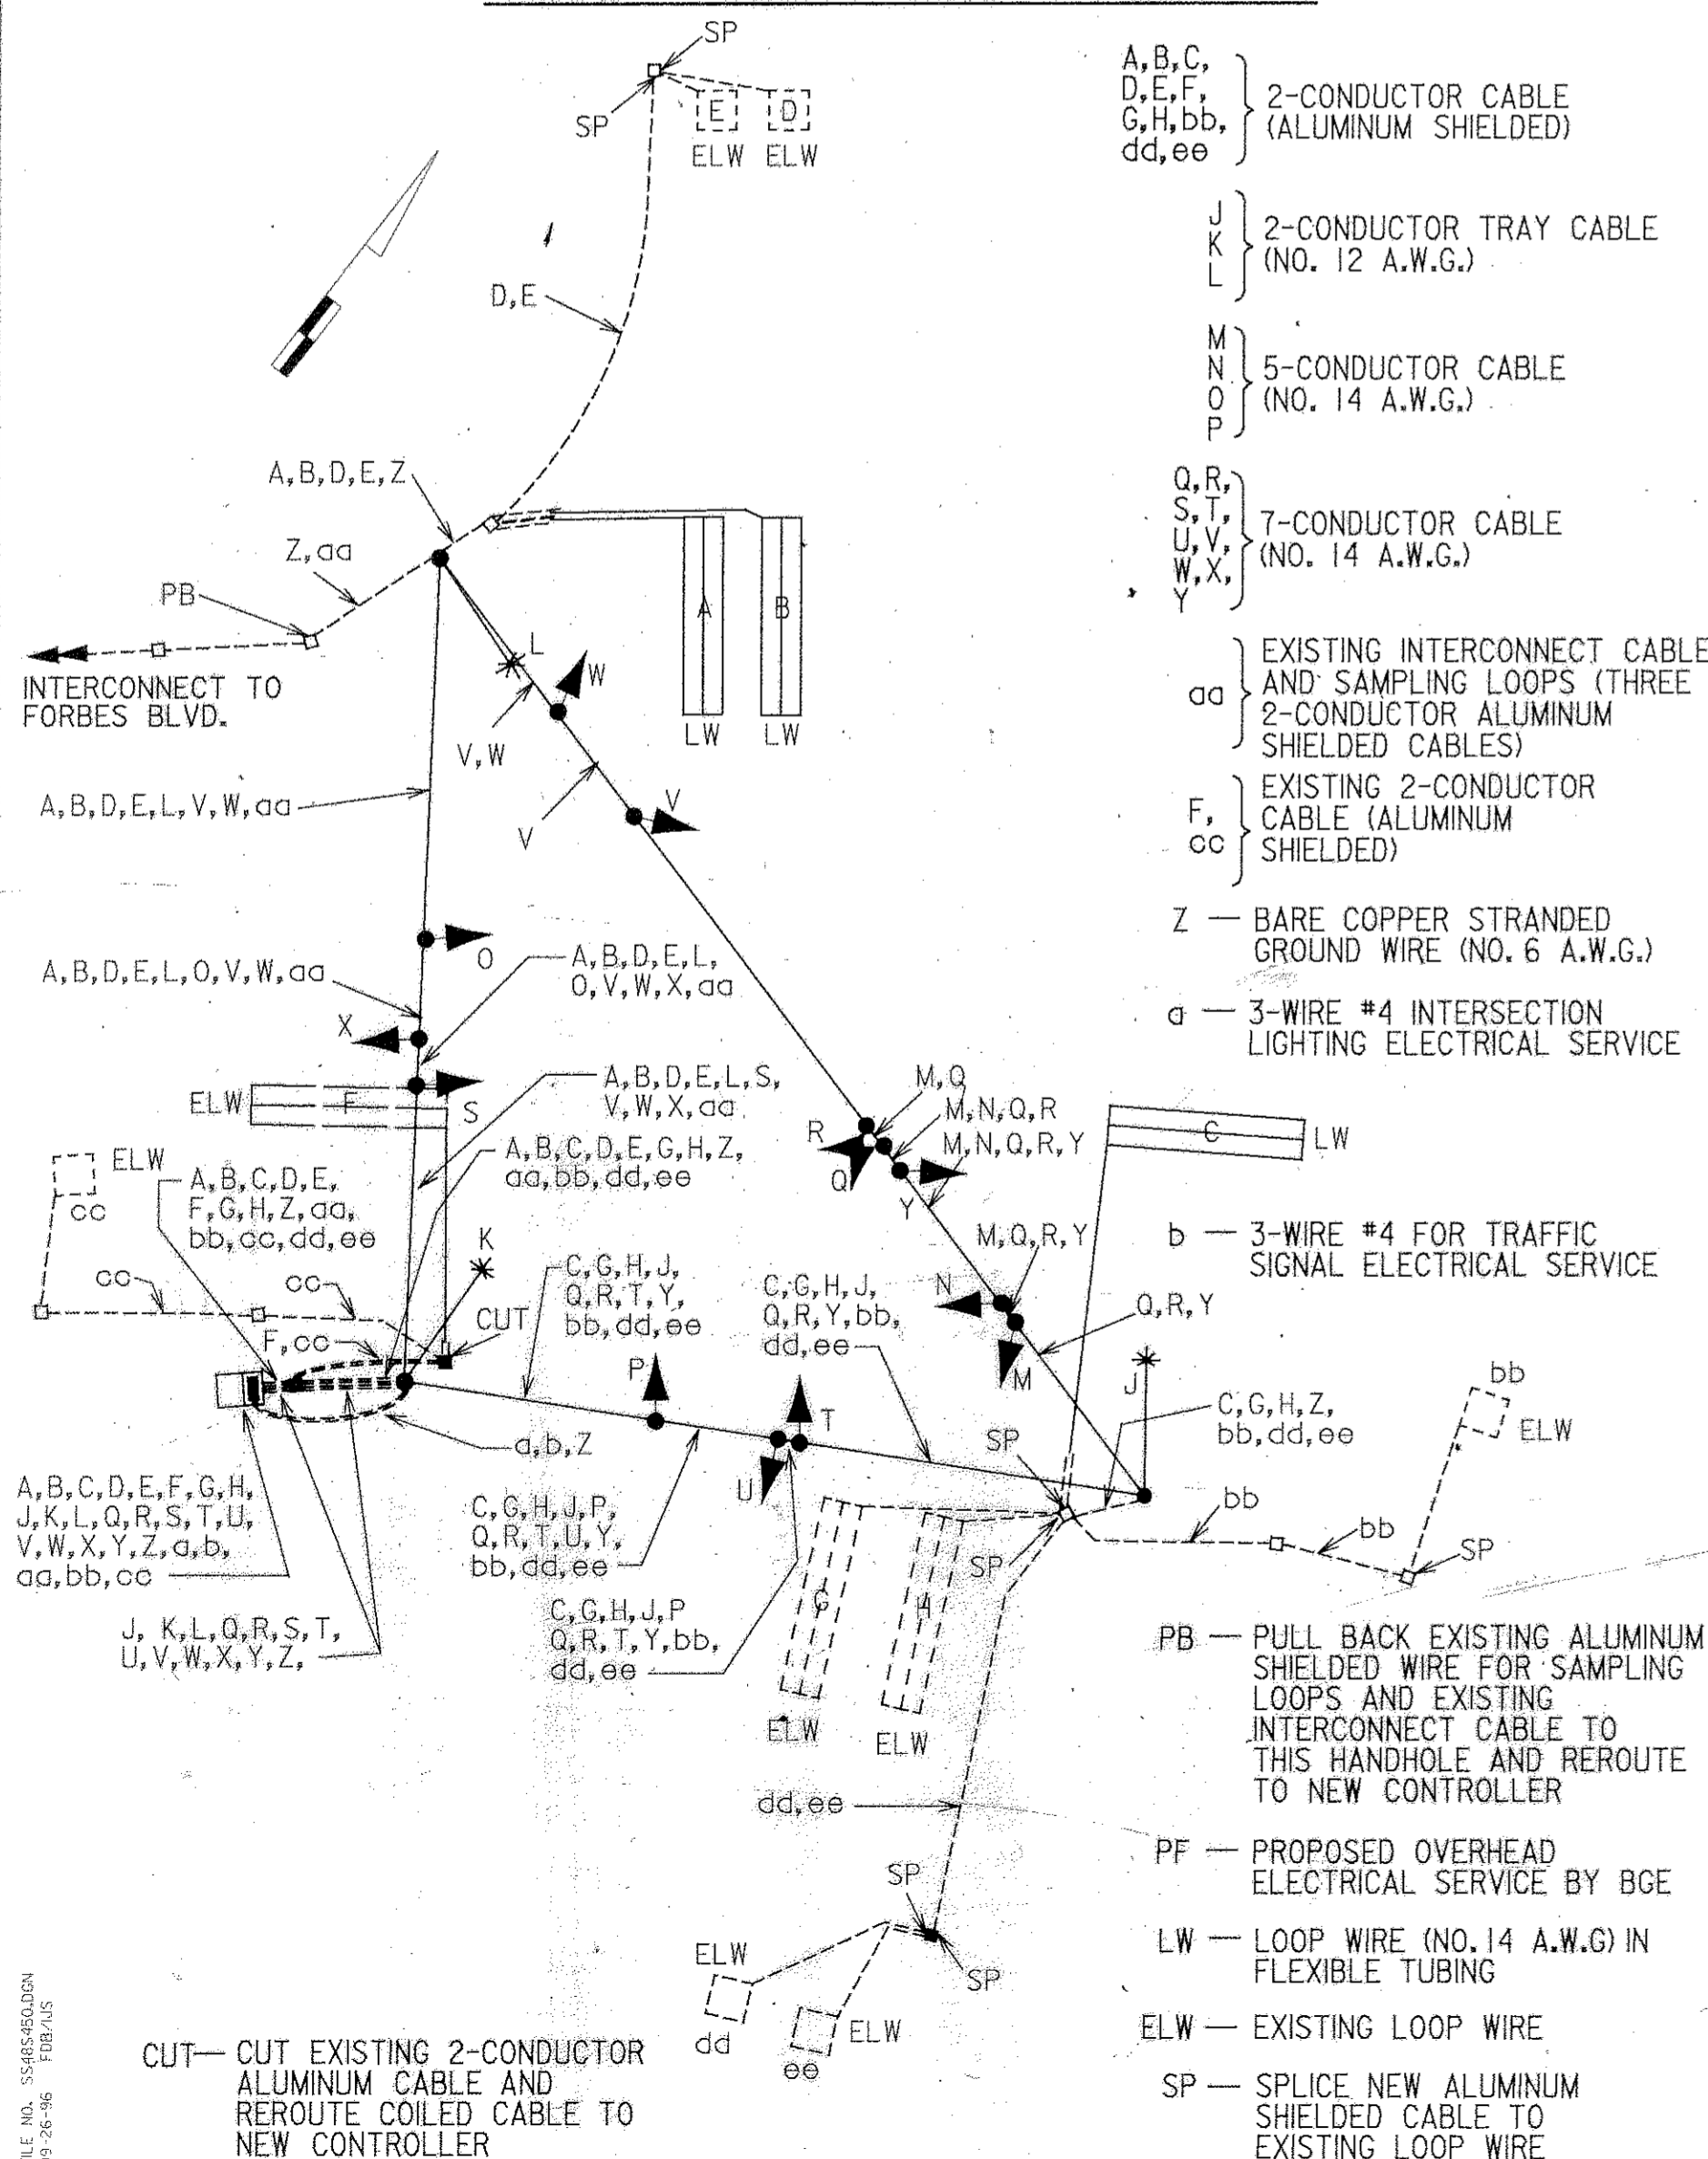 SP
SP
E
D
ELW
ELW
D,E
A,B,D,E,Z
Z,aa
PB
INTERCONNECT TO
FORBES BLVD.
L
W
V,W
A
B
LW
LW
A,B,D,E,L,V,W,aa
V
V
O
A,B,D,E,L,O,V,W,aa
A,B,D,E,L,
O,V,W,X,aa
X
ELW
F
S
A,B,D,E,L,S,
V,W,X,aa
M,Q
M,N,Q,R
M,N,Q,R,Y
R
Q
Y
C
LW
ELW
cc
A,B,C,D,E,
F,G,H,Z,aa,
bb,cc,dd,ee
A,B,C,D,E,G,H,Z,
aa,bb,dd,ee
K
cc
cc
CUT
F,cc
C,G,H,J,
Q,R,T,Y,
bb,dd,ee
C,G,H,J,
Q,R,Y,bb,
dd,ee
M,Q,R,Y
N
M
Q,R,Y
J
P
T
U
a,b,Z
SP
C,G,H,Z,
bb,dd,ee
bb
ELW
A,B,C,D,E,F,G,H,
J,K,L,Q,R,S,T,U,
V,W,X,Y,Z,a,b,
aa,bb,cc
C,G,H,J,P,
Q,R,T,U,Y,
bb,dd,ee
SP
bb
bb
SP
J, K,L,Q,R,S,T,
U,V,W,X,Y,Z,
C,G,H,J,P
Q,R,T,Y,bb,
dd,ee
G
ELW
ELW
dd,ee
SP
SP
ELW
dd
ELW
ee
A,B,C,
D,E,F,
G,H,bb,
dd,ee
2-CONDUCTOR CABLE
(ALUMINUM SHIELDED)
J
K
L
2-CONDUCTOR TRAY CABLE
(NO. 12 A.W.G.)
M
N
O
P
5-CONDUCTOR CABLE
(NO. 14 A.W.G.)
Q,R,
S,T,
U,V,
W,X,
Y
7-CONDUCTOR CABLE
(NO. 14 A.W.G.)
aa
EXISTING INTERCONNECT CABLE
AND SAMPLING LOOPS (THREE
2-CONDUCTOR ALUMINUM
SHIELDED CABLES)
F,
cc
EXISTING 2-CONDUCTOR
CABLE (ALUMINUM
SHIELDED)
Z — BARE COPPER STRANDED
GROUND WIRE (NO. 6 A.W.G.)
a — 3-WIRE #4 INTERSECTION
LIGHTING ELECTRICAL SERVICE
b — 3-WIRE #4 FOR TRAFFIC
SIGNAL ELECTRICAL SERVICE
PB — PULL BACK EXISTING ALUMINUM
SHIELDED WIRE FOR SAMPLING
LOOPS AND EXISTING
INTERCONNECT CABLE TO
THIS HANDHOLE AND REROUTE
TO NEW CONTROLLER
PF — PROPOSED OVERHEAD
ELECTRICAL SERVICE BY BGE
LW — LOOP WIRE (NO.14 A.W.G) IN
FLEXIBLE TUBING
ELW — EXISTING LOOP WIRE
SP — SPLICE NEW ALUMINUM
SHIELDED CABLE TO
EXISTING LOOP WIRE
CUT — CUT EXISTING 2-CONDUCTOR
ALUMINUM CABLE AND
REROUTE COILED CABLE TO
NEW CONTROLLER
ILE NO. SS48S450.DGN
09-26-96 FDB/IJS